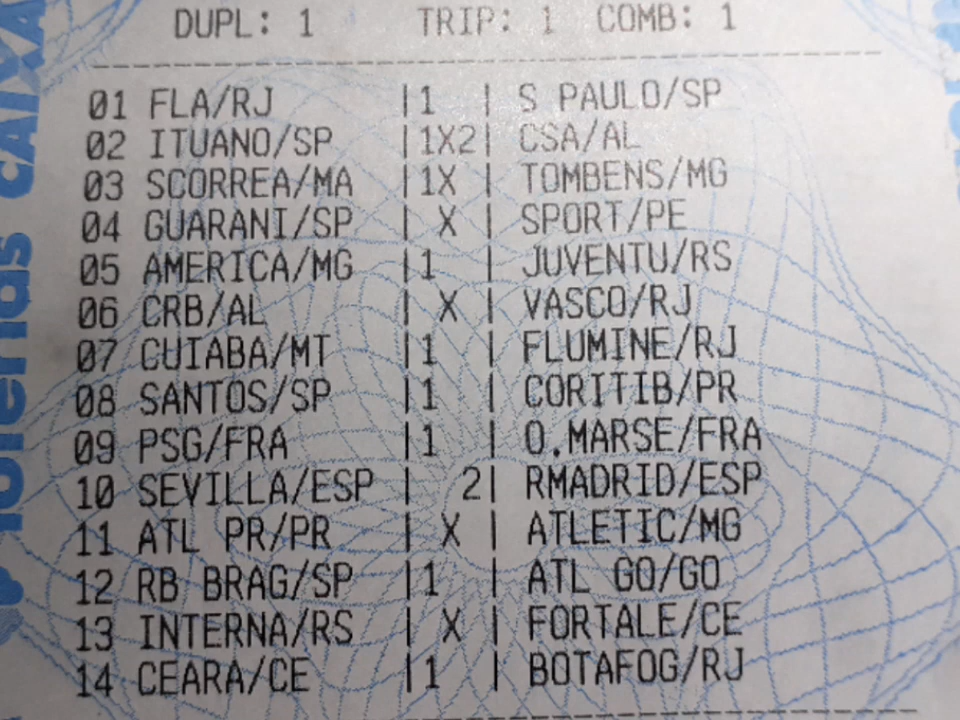 DUPL: 1 TRIP: 1 COMB: 1
01 FLA/RJ |1 | S PAULO/SP
02 ITUANO/SP |1X2| CSA/AL
03 SCORREA/MA |1X | TOMBENS/MG
04 GUARANI/SP | X | SPORT/PE
05 AMERICA/MG |1 | JUVENTU/RS
06 CRB/AL | X | VASCO/RJ
07 CUIABA/MT |1 | FLUMINE/RJ
08 SANTOS/SP |1 | CORITIB/PR
09 PSG/FRA |1 | O.MARSE/FRA
10 SEVILLA/ESP | 2| RMADRID/ESP
11 ATL PR/PR | X | ATLETIC/MG
12 RB BRAG/SP |1 | ATL GO/GO
13 INTERNA/RS | X | FORTALE/CE
14 CEARA/CE |1 | BOTAFOG/RJ
loterias CAIXA